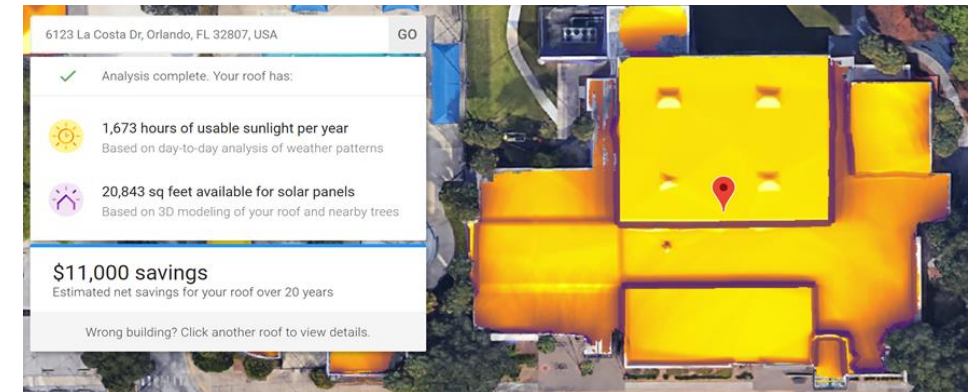 6123 La Costa Dr, Orlando, FL 32807, USA GO
Analysis complete. Your roof has:
1,673 hours of usable sunlight per year
Based on day-to-day analysis of weather patterns
20,843 sq feet available for solar panels
Based on 3D modeling of your roof and nearby trees
$11,000 savings
Estimated net savings for your roof over 20 years
Wrong building? Click another roof to view details.